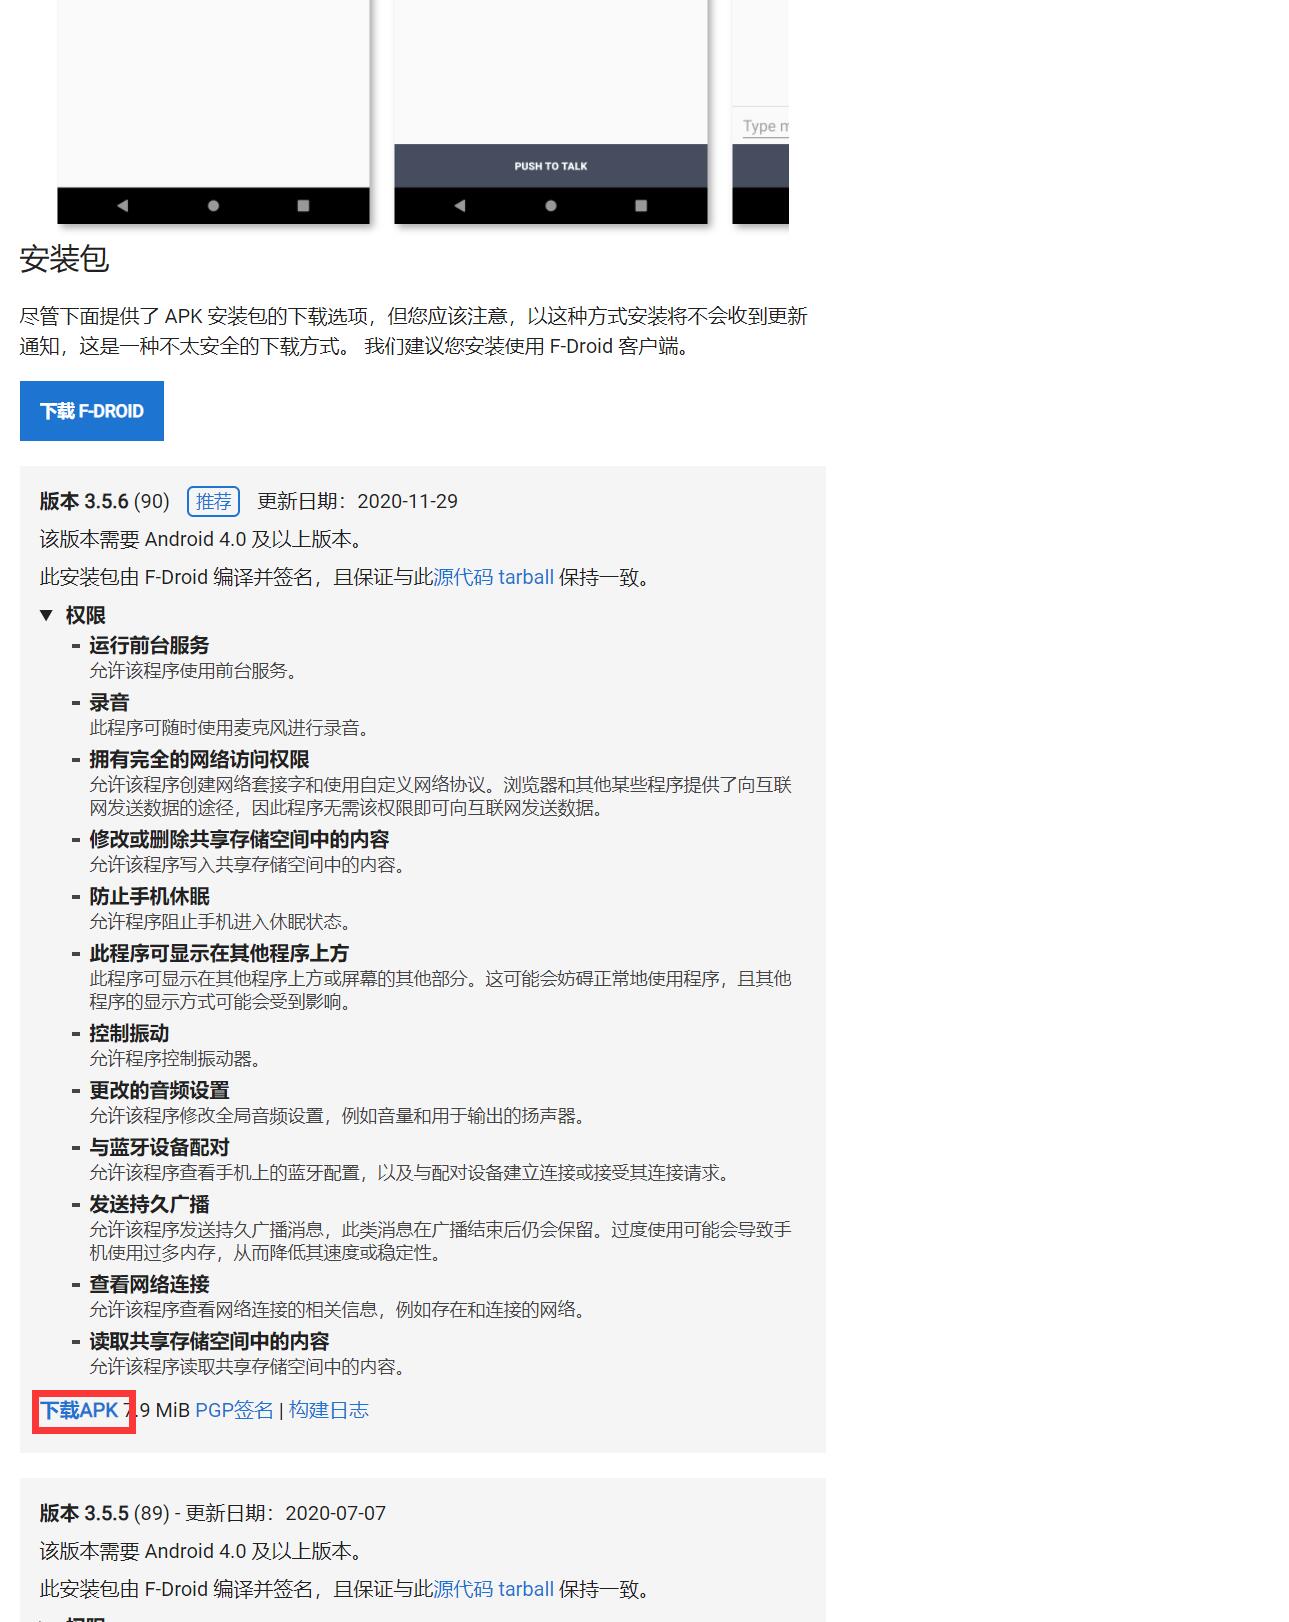 Type m
PUSH TO TALK
安装包
尽管下面提供了 APK 安装包的下载选项，但您应该注意，以这种方式安装将不会收到更新
通知，这是一种不太安全的下载方式。 我们建议您安装使用 F-Droid 客户端。
下载 F-DROID
版本 3.5.6 (90) 推荐 更新日期：2020-11-29
该版本需要 Android 4.0 及以上版本。
此安装包由 F-Droid 编译并签名，且保证与此源代码 tarball 保持一致。
▼ 权限
- 运行前台服务
允许该程序使用前台服务。
- 录音
此程序可随时使用麦克风进行录音。
- 拥有完全的网络访问权限
允许该程序创建网络套接字和使用自定义网络协议。浏览器和其他某些程序提供了向互联
网发送数据的途径，因此程序无需该权限即可向互联网发送数据。
- 修改或删除共享存储空间中的内容
允许该程序写入共享存储空间中的内容。
- 防止手机休眠
允许程序阻止手机进入休眠状态。
- 此程序可显示在其他程序上方
此程序可显示在其他程序上方或屏幕的其他部分。这可能会妨碍正常地使用程序，且其他
程序的显示方式可能会受到影响。
- 控制振动
允许程序控制振动器。
- 更改的音频设置
允许该程序修改全局音频设置，例如音量和用于输出的扬声器。
- 与蓝牙设备配对
允许该程序查看手机上的蓝牙配置，以及与配对设备建立连接或接受其连接请求。
- 发送持久广播
允许该程序发送持久广播消息，此类消息在广播结束后仍会保留。过度使用可能会导致手
机使用过多内存，从而降低其速度或稳定性。
- 查看网络连接
允许该程序查看网络连接的相关信息，例如存在和连接的网络。
- 读取共享存储空间中的内容
允许该程序读取共享存储空间中的内容。
下载APK 7.9 MiB PGP签名 | 构建日志
版本 3.5.5 (89) - 更新日期：2020-07-07
该版本需要 Android 4.0 及以上版本。
此安装包由 F-Droid 编译并签名，且保证与此源代码 tarball 保持一致。